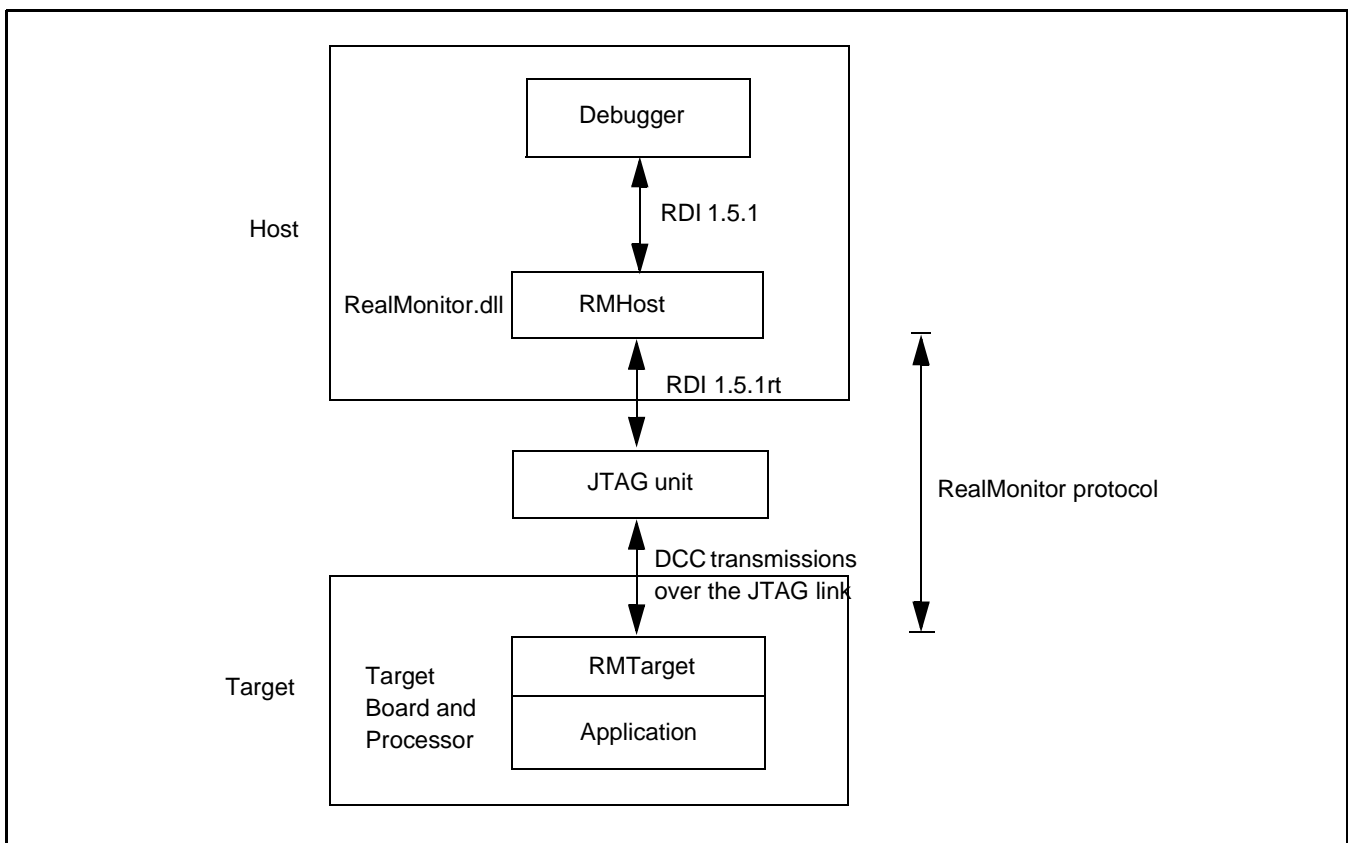 Debugger
RDI 1.5.1
Host
RealMonitor.dll
RMHost
RDI 1.5.1rt
JTAG unit
RealMonitor protocol
DCC transmissions
over the JTAG link
RMTarget
Target
Target
Board and
Processor
Application